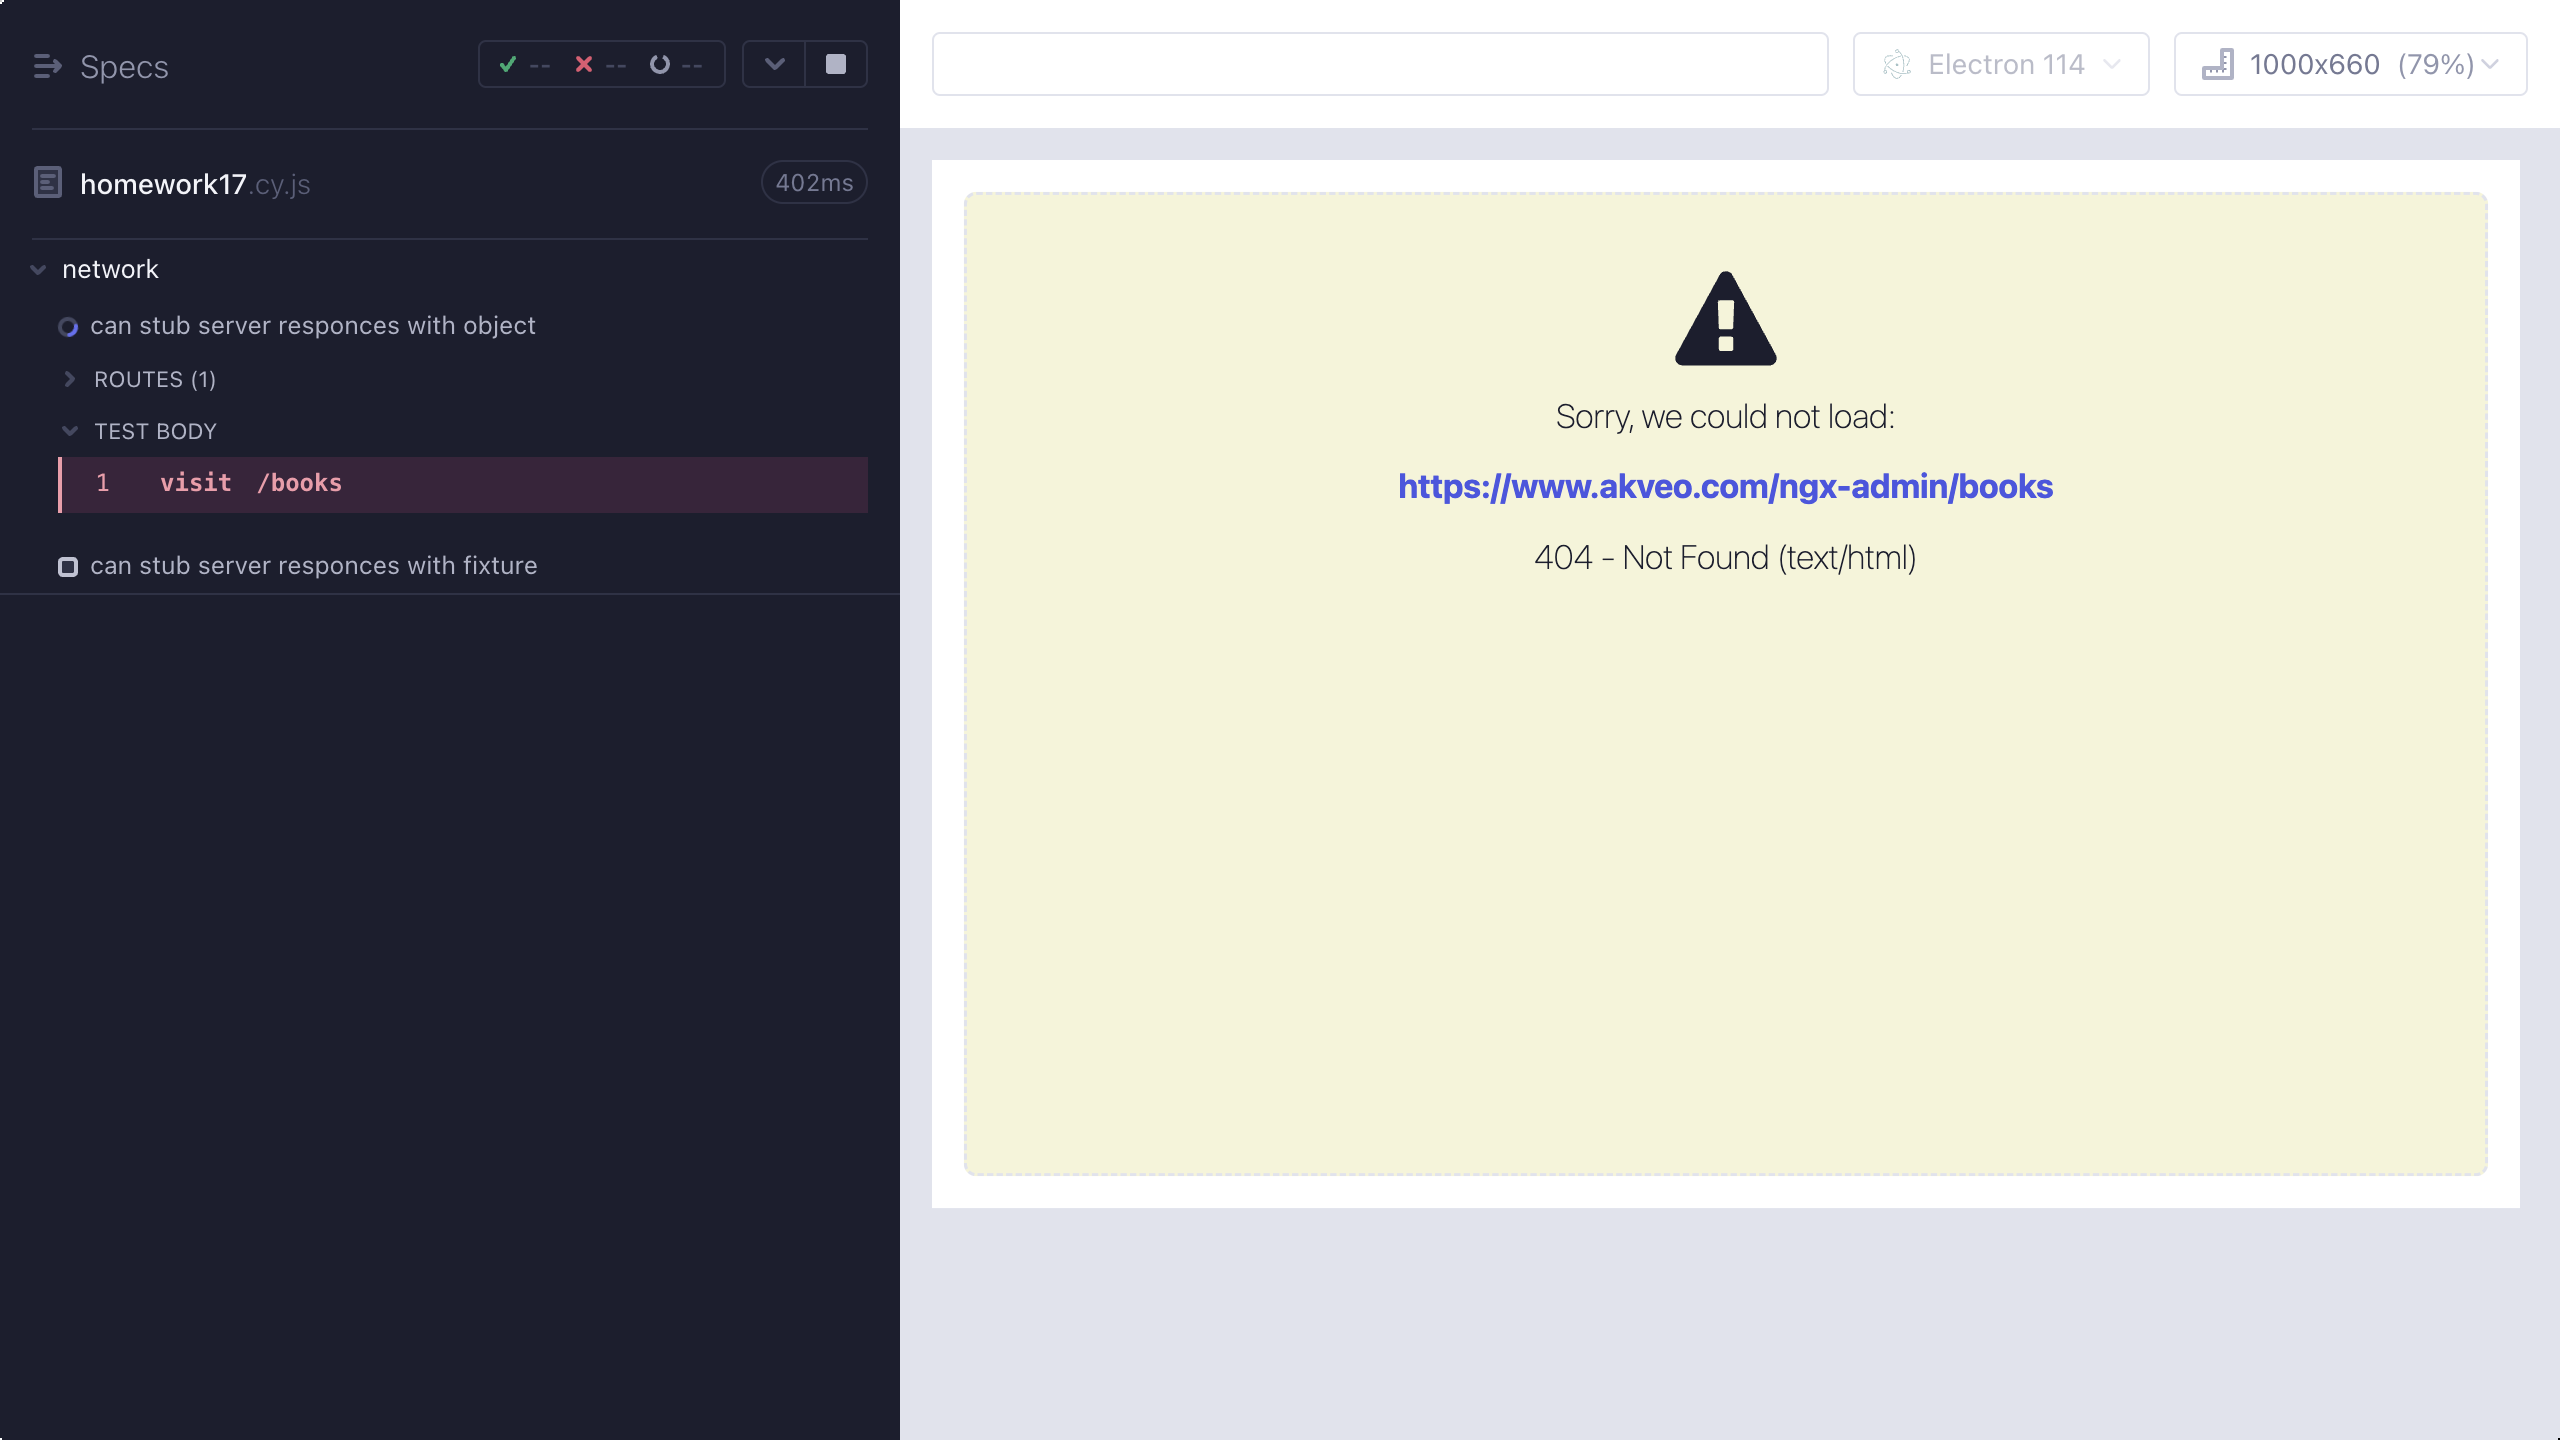 Specs
-- -- --
homework17.cy.js
402ms
network
can stub server responces with object
ROUTES (1)
TEST BODY
1 visit /books
can stub server responces with fixture
Electron 114
1000x660 (79%)
Sorry, we could not load:
https://www.akveo.com/ngx-admin/books
404 - Not Found (text/html)